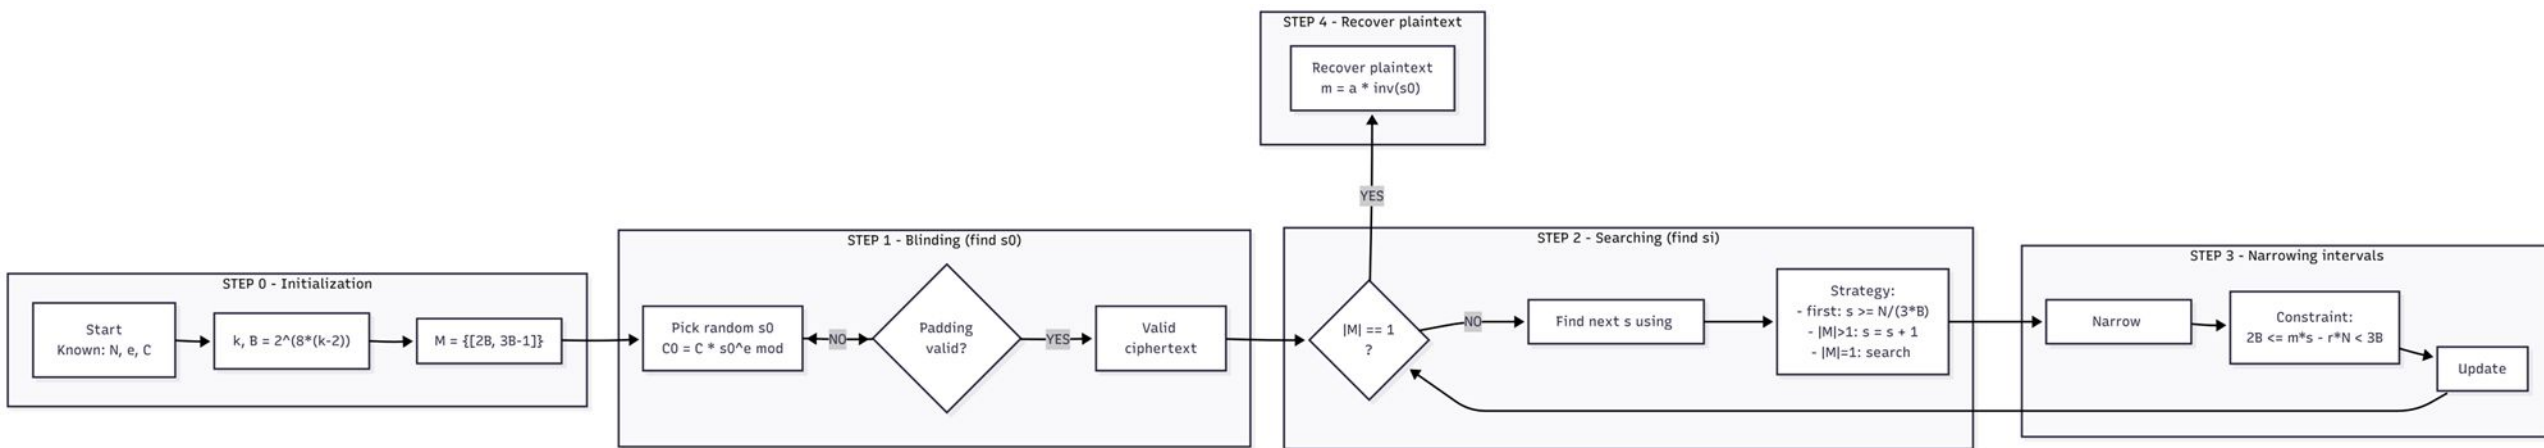 STEP 0 - Initialization
Start
Known: N, e, C
k, B = 2^(8*(k-2))
M = {[2B, 3B-1]}
STEP 1 - Blinding (find s0)
Pick random s0
C0 = C * s0^e mod
NO
Padding
valid?
YES
Valid
ciphertext
STEP 2 - Searching (find si)
|M| == 1
?
NO
Find next s using
Strategy:
- first: s >= N/(3*B)
- |M|>1: s = s + 1
- |M|=1: search
STEP 3 - Narrowing intervals
Narrow
Constraint:
2B <= m*s - r*N < 3B
Update
YES
STEP 4 - Recover plaintext
Recover plaintext
m = a * inv(s0)